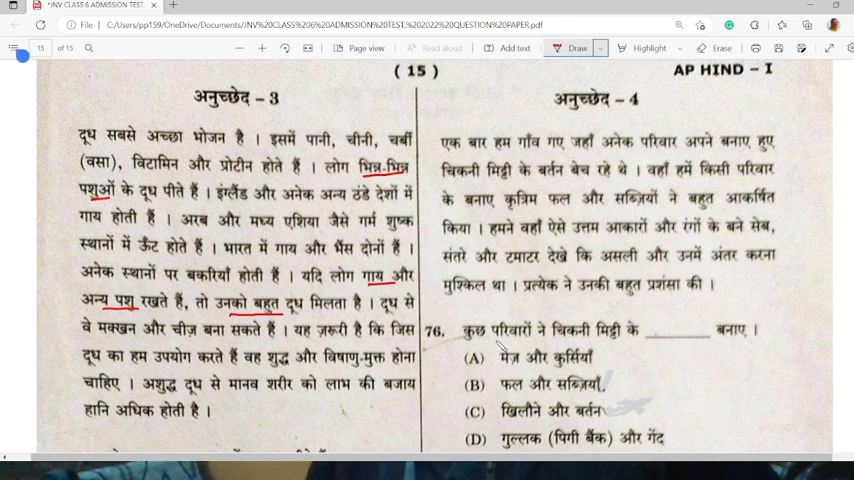 *JNV CLASS 6 ADMISSION TEST,
File
C:/Users/pp159/OneDrive/Documents/JNV%20CLASS%206%20ADMISSION%20TEST,%202022%20QUESTION%20PAPER.pdf
15 of 15
Page view
Read aloud
Add text
Draw
Highlight
Erase
( 15 )
AP HIND – I
अनुच्छेद – 3
दूध सबसे अच्छा भोजन है । इसमें पानी, चीनी, चर्बी
(वसा), विटामिन और प्रोटीन होते हैं । लोग भिन्न-भिन्न
पशुओं के दूध पीते हैं । इंग्लैंड और अनेक अन्य ठंडे देशों में
गाय होती हैं । अरब और मध्य एशिया जैसे गर्म शुष्क
स्थानों में ऊँट होते हैं । भारत में गाय और भैंस दोनों हैं ।
अनेक स्थानों पर बकरियाँ होती हैं । यदि लोग गाय और
अन्य पशु रखते हैं, तो उनको बहुत दूध मिलता है । दूध से
वे मक्खन और चीज़ बना सकते हैं । यह ज़रूरी है कि जिस
दूध का हम उपयोग करते हैं वह शुद्ध और विषाणु-मुक्त होना
चाहिए । अशुद्ध दूध से मानव शरीर को लाभ की बजाय
हानि अधिक होती है ।
अनुच्छेद – 4
एक बार हम गाँव गए जहाँ अनेक परिवार अपने बनाए हुए
चिकनी मिट्टी के बर्तन बेच रहे थे । वहाँ हमें किसी परिवार
के बनाए कृत्रिम फल और सब्ज़ियों ने बहुत आकर्षित
किया । हमने वहाँ ऐसे उत्तम आकारों और रंगों के बने सेब,
संतरे और टमाटर देखे कि असली और उनमें अंतर करना
मुश्किल था । प्रत्येक ने उनकी बहुत प्रशंसा की ।
76. कुछ परिवारों ने चिकनी मिट्टी के ________ बनाए ।
(A) मेज़ और कुर्सियाँ
(B) फल और सब्ज़ियाँ
(C) खिलौने और बर्तन
(D) गुल्लक (पिगी बैंक) और गेंद